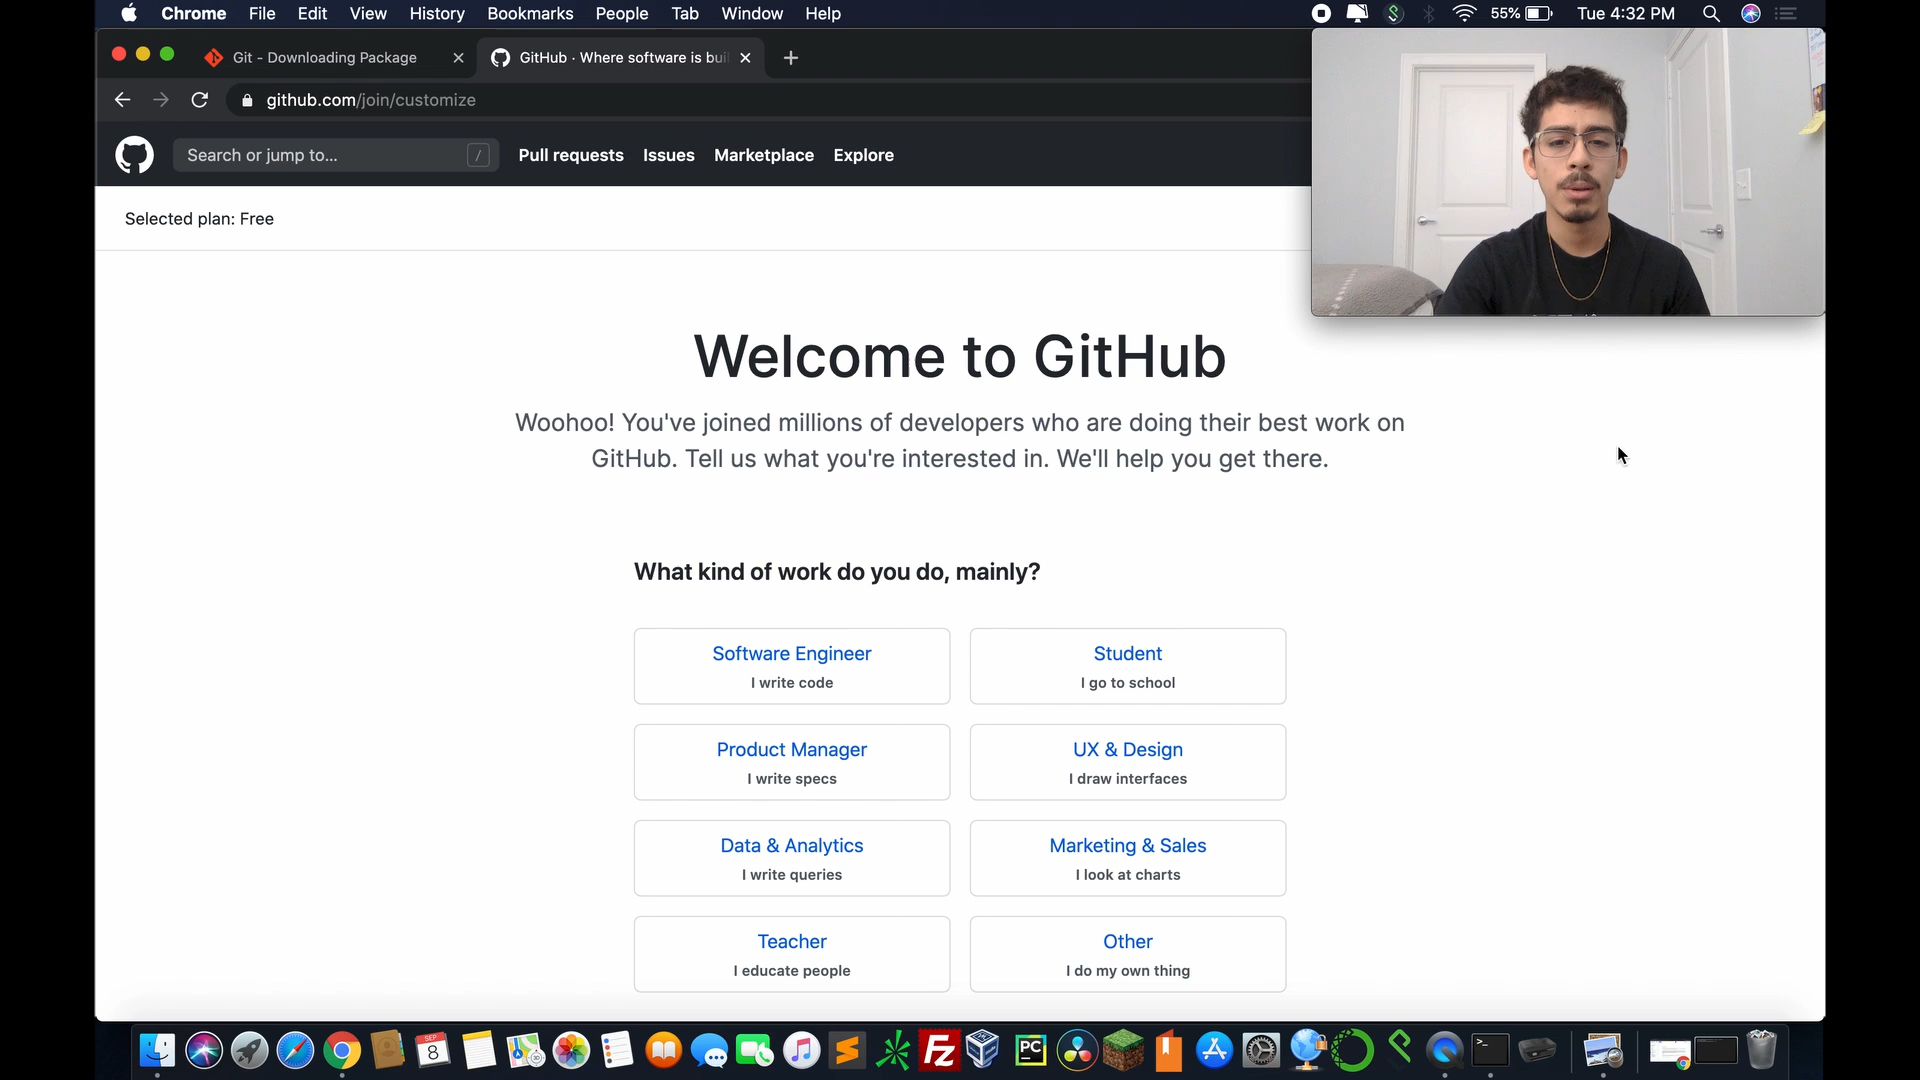 Chrome File Edit View History Bookmarks People Tab Window Help 55% Tue 4:32 PM
Git - Downloading Package GitHub · Where software is bui
github.com/join/customize
Search or jump to... / Pull requests Issues Marketplace Explore
Selected plan: Free
Welcome to GitHub
Woohoo! You've joined millions of developers who are doing their best work on
GitHub. Tell us what you're interested in. We'll help you get there.
What kind of work do you do, mainly?
Software Engineer
I write code
Student
I go to school
Product Manager
I write specs
UX & Design
I draw interfaces
Data & Analytics
I write queries
Marketing & Sales
I look at charts
Teacher
I educate people
Other
I do my own thing
SEP
8
FZ
PC
>_